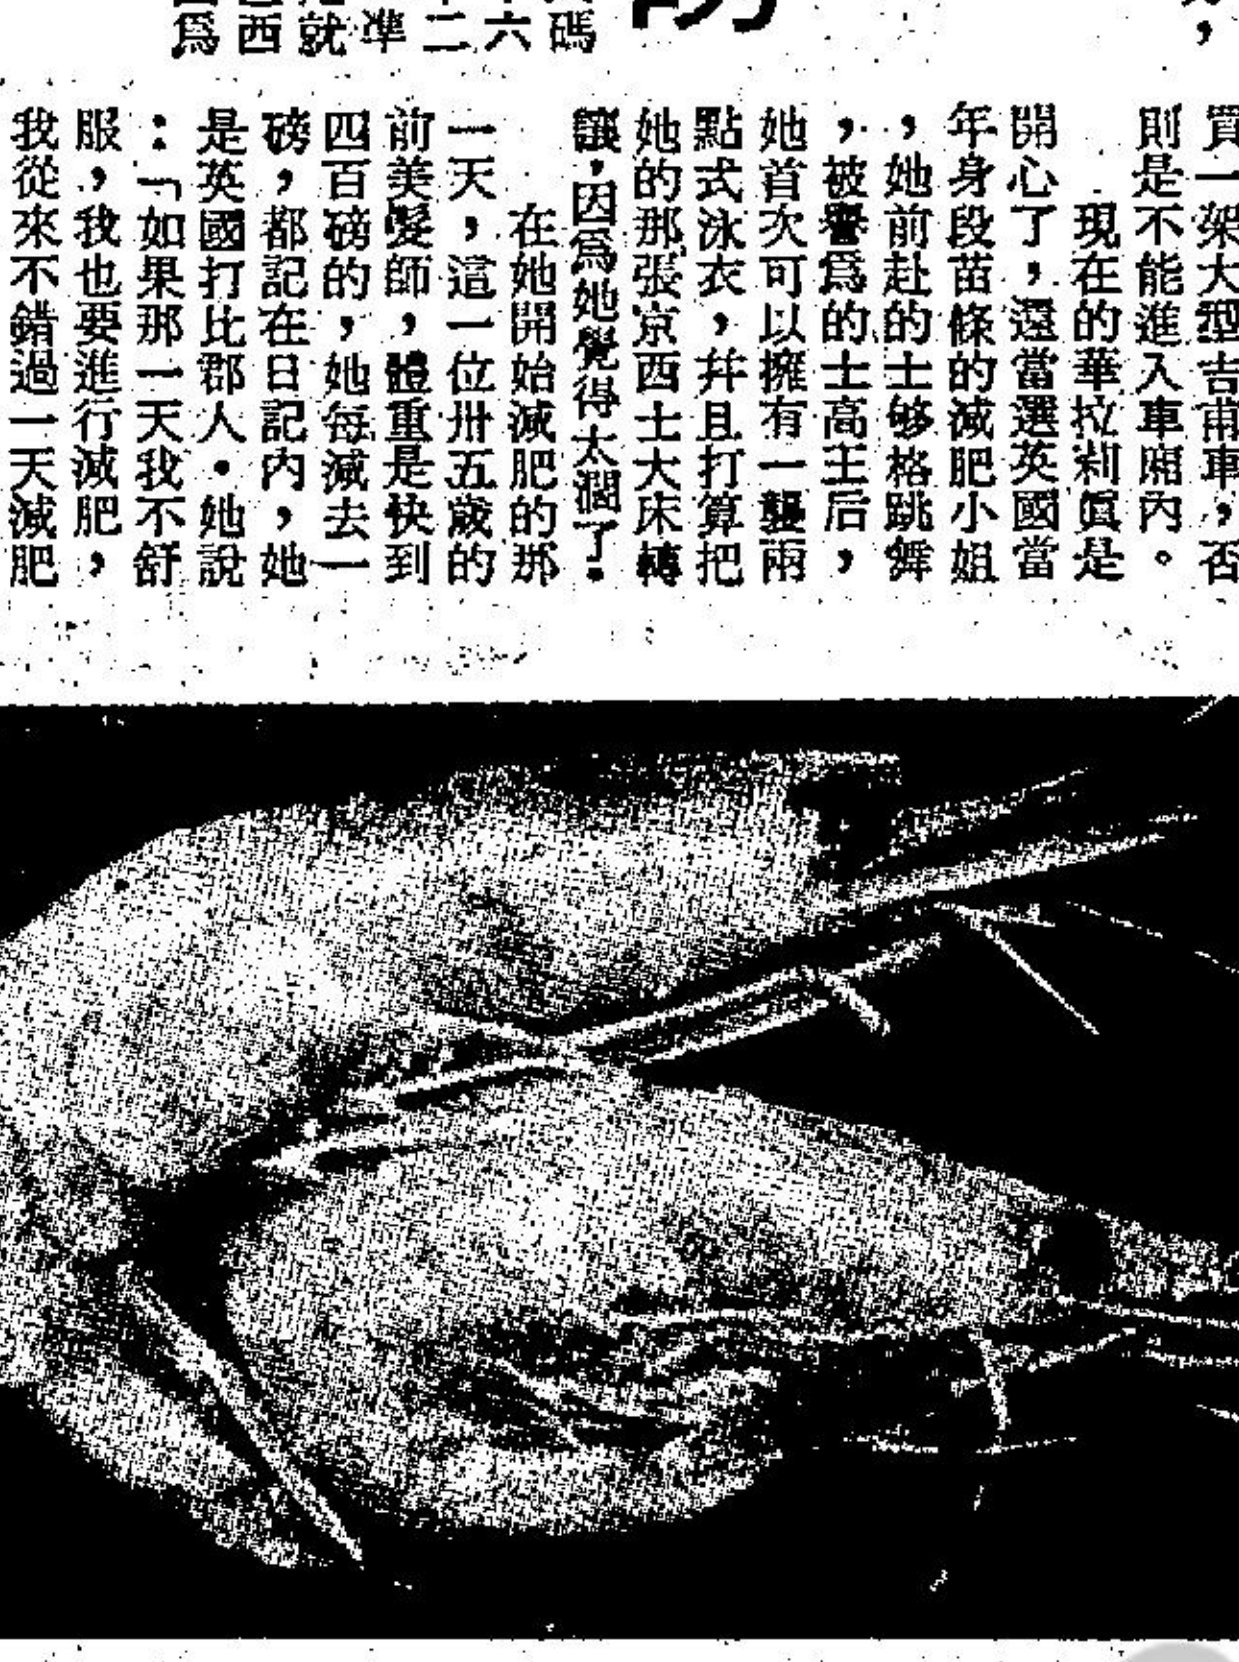 買一架大型吉甫車，否
則是不能進入車廂內。
現在的華拉莉眞是
開心了，還當選英國當
年身段苗條的減肥小姐
，她前赴的士够格跳舞
，被譽爲的士高主后，
她首次可以擁有一襲兩
點式泳衣，幷且打算把
她的那張京西士大床轉
讓，因爲她覺得太濶了。
在她開始減肥的那
一天，這一位卅五歲的
前美髮師，體重是快到
四百磅的，她每減去一
磅，都記在日記內，她
是英國打比郡人。她說
：「如果那一天我不舒
服，我也要進行減肥，
我從來不錯過一天減肥
碼
六
二
準
就
西
爲